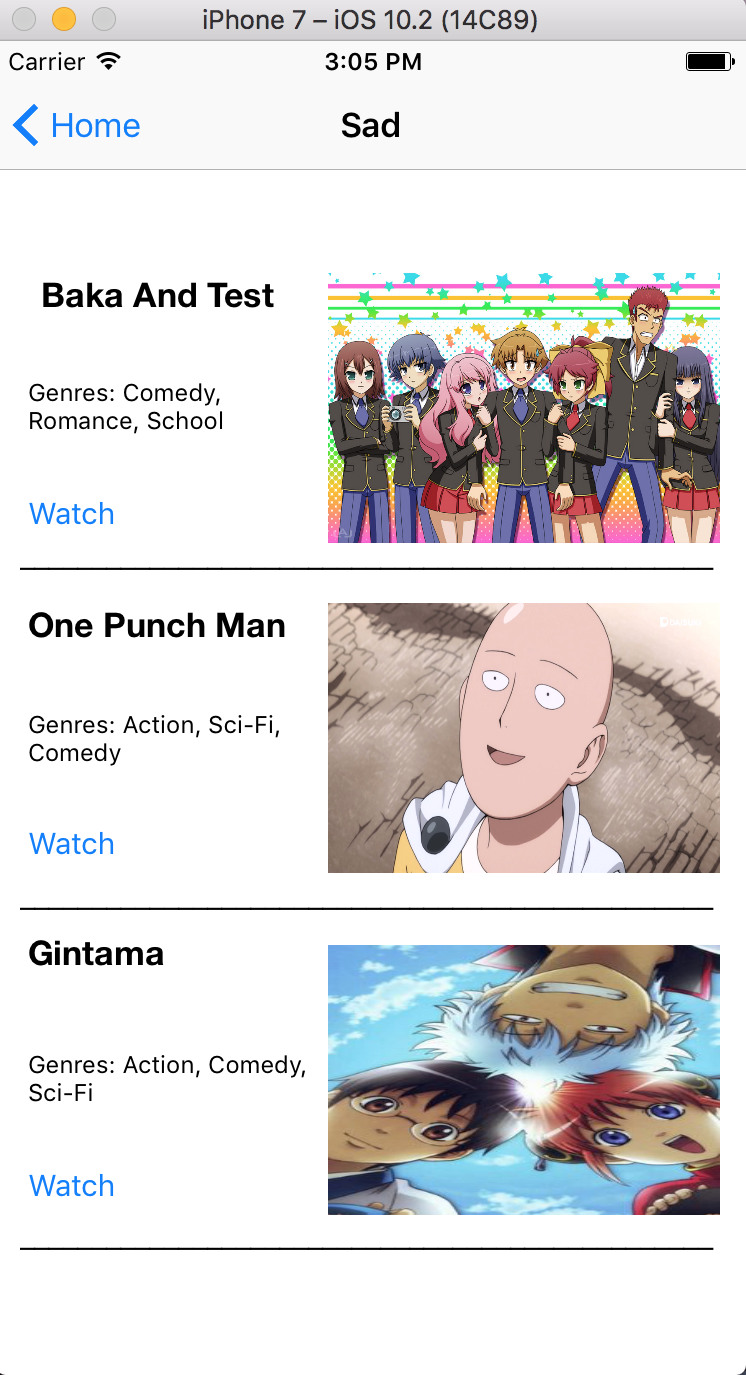 iPhone 7 – iOS 10.2 (14C89)
Carrier 3:05 PM
Home Sad
Baka And Test
Genres: Comedy,
Romance, School
Watch
One Punch Man
Genres: Action, Sci-Fi,
Comedy
Watch
Gintama
Genres: Action, Comedy,
Sci-Fi
Watch